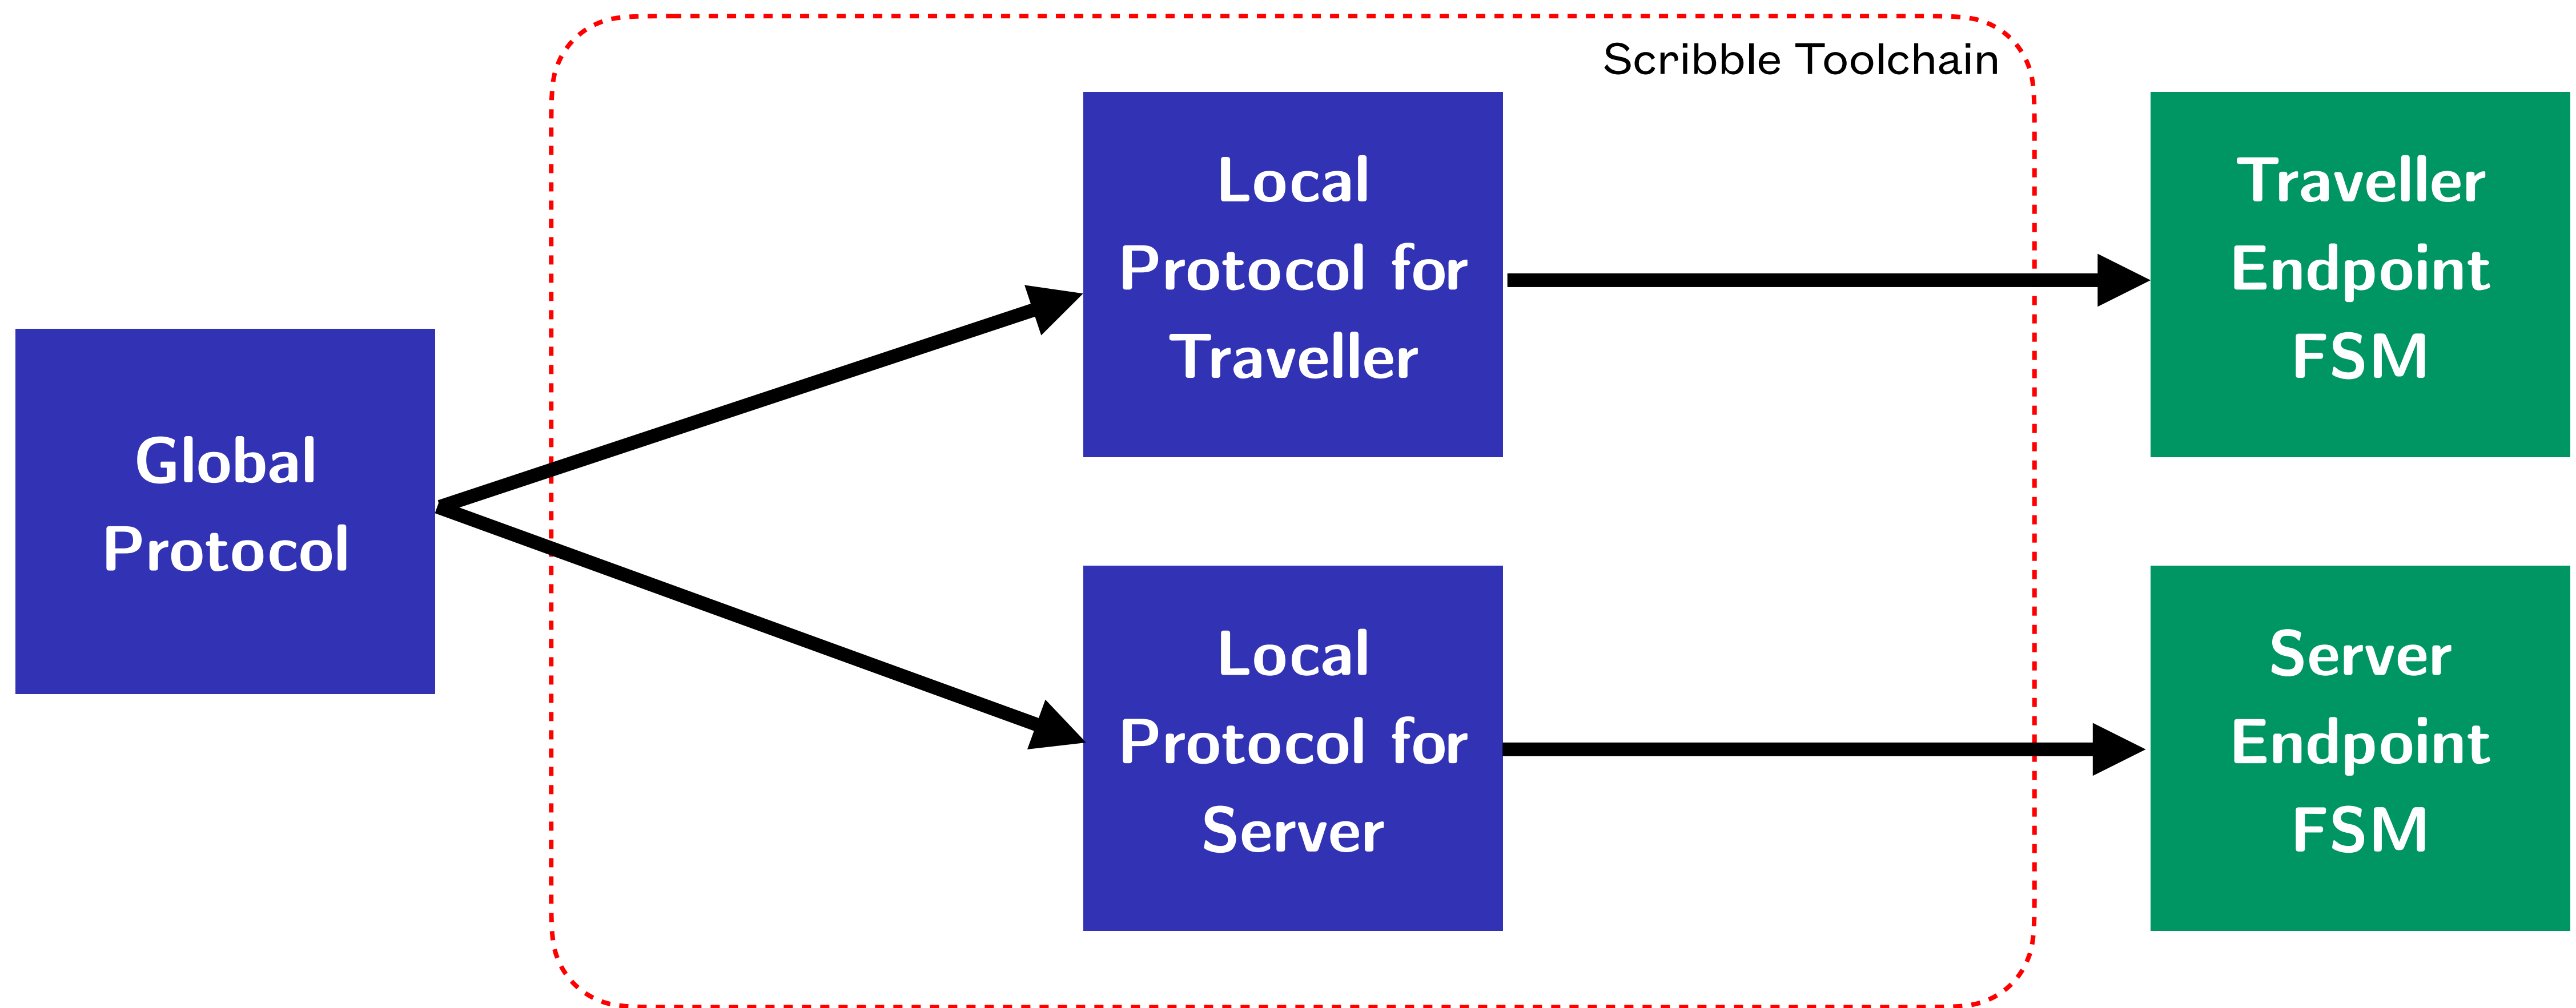 Scribble Toolchain
Global
Protocol
Local
Protocol for
Traveller
Traveller
Endpoint
FSM
Local
Protocol for
Server
Server
Endpoint
FSM